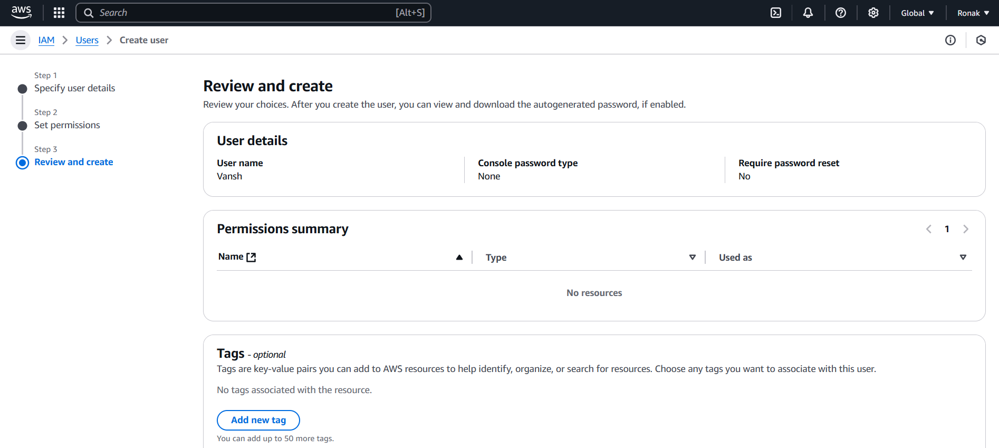 aws
Search [Alt+S]
Global
Ronak
IAM > Users > Create user
Step 1
Specify user details
Step 2
Set permissions
Step 3
Review and create
Review and create
Review your choices. After you create the user, you can view and download the autogenerated password, if enabled.
User details
User name
Vansh
Console password type
None
Require password reset
No
Permissions summary
1
Name
Type
Used as
No resources
Tags - optional
Tags are key-value pairs you can add to AWS resources to help identify, organize, or search for resources. Choose any tags you want to associate with this user.
No tags associated with the resource.
Add new tag
You can add up to 50 more tags.